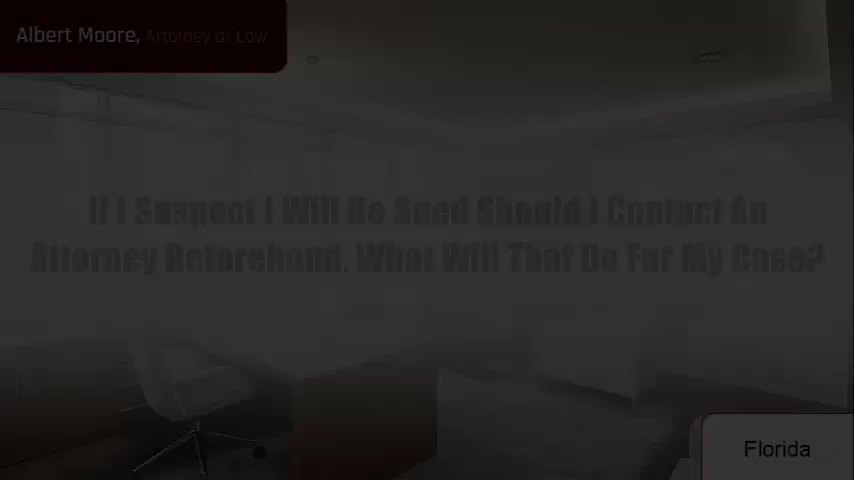 Albert Moore, Attorney at Law
If I Suspect I Will Be Sued Should I Contact An
Attorney Beforehand. What Will That Do For My Case?
Florida